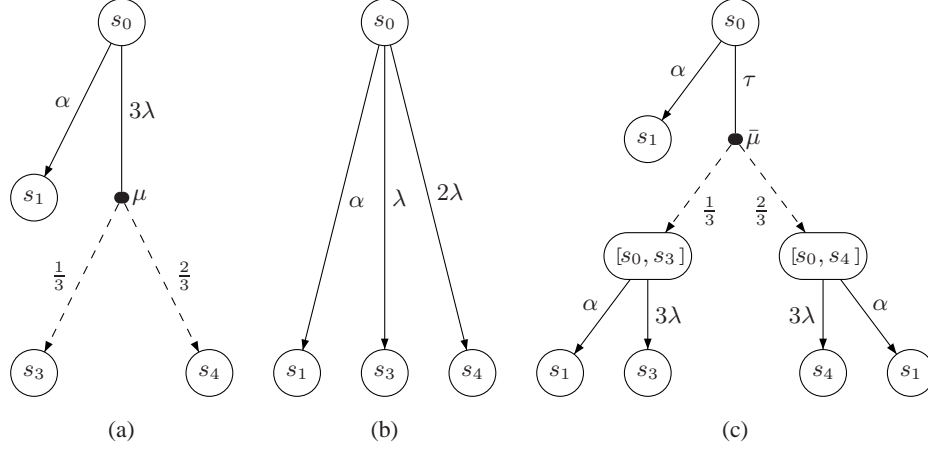 s₀
α
3λ
s₁
μ
1/3
2/3
s₃
s₄
(a)
s₀
α
λ
2λ
s₁
s₃
s₄
(b)
s₀
α
τ
s₁
μ̄
1/3
2/3
[s₀, s₃]
[s₀, s₄]
α
3λ
3λ
α
s₁
s₃
s₄
s₁
(c)